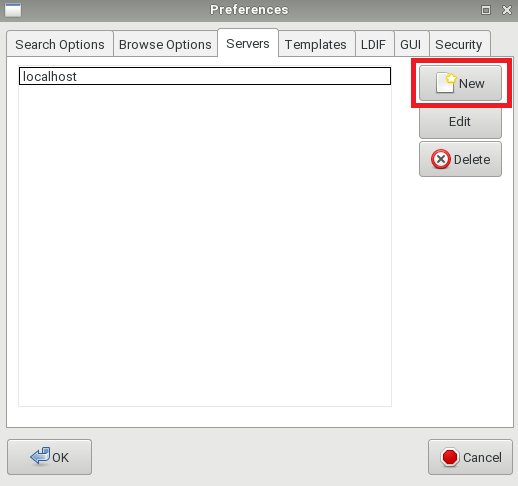 Preferences
Search Options Browse Options Servers Templates LDIF GUI Security
localhost
New
Edit
Delete
OK Cancel